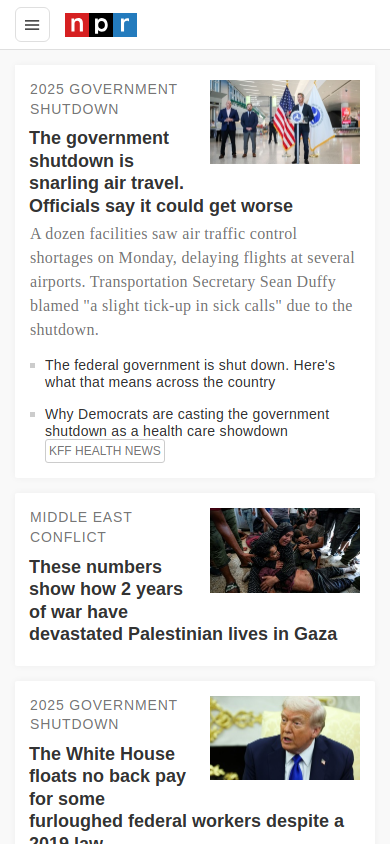 npr
2025 GOVERNMENT
SHUTDOWN
The government
shutdown is
snarling air travel.
Officials say it could get worse
A dozen facilities saw air traffic control
shortages on Monday, delaying flights at several
airports. Transportation Secretary Sean Duffy
blamed "a slight tick-up in sick calls" due to the
shutdown.
The federal government is shut down. Here's
what that means across the country
Why Democrats are casting the government
shutdown as a health care showdown
KFF HEALTH NEWS
MIDDLE EAST
CONFLICT
These numbers
show how 2 years
of war have
devastated Palestinian lives in Gaza
2025 GOVERNMENT
SHUTDOWN
The White House
floats no back pay
for some
furloughed federal workers despite a
2019 law